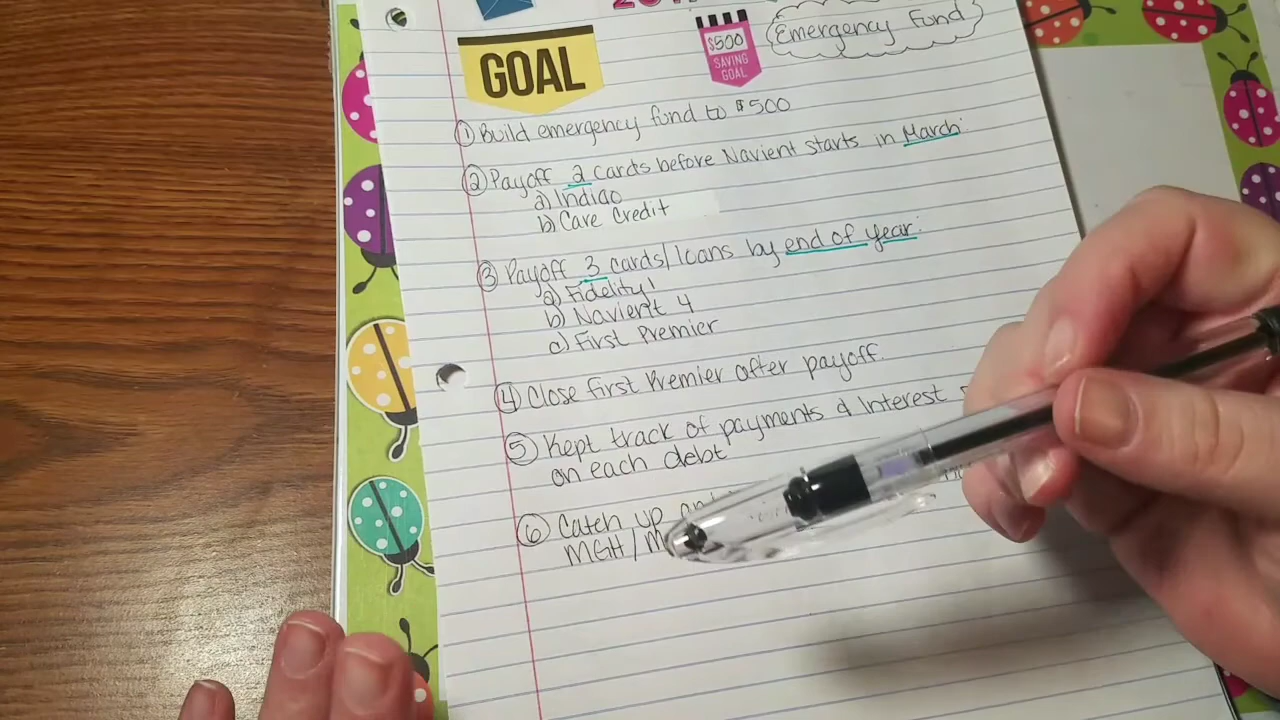 $500
SAVING
GOAL
Emergency Fund
GOAL
① Build emergency fund to $500
② Payoff 2 cards before Navient starts in March:
a) Indigo
b) Care Credit
③ Payoff 3 cards/loans by end of year:
a) Fidelity 1
b) Navient 4
c) First Premier
④ Close First Premier after payoff.
⑤ Kept track of payments & Interest
on each debt
⑥ Catch up
MGH/